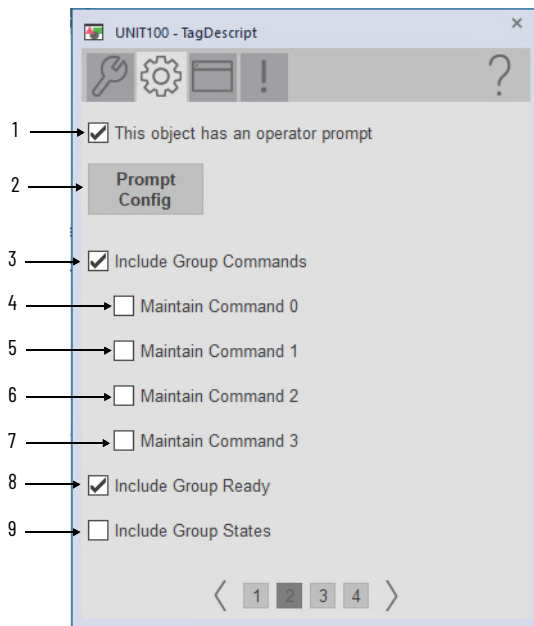 UNIT100 - TagDescript
×
!
?
1
This object has an operator prompt
2
Prompt
Config
3
Include Group Commands
4
Maintain Command 0
5
Maintain Command 1
6
Maintain Command 2
7
Maintain Command 3
8
Include Group Ready
9
Include Group States
1 2 3 4